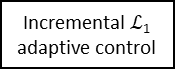 Incremental ℒ₁
adaptive control